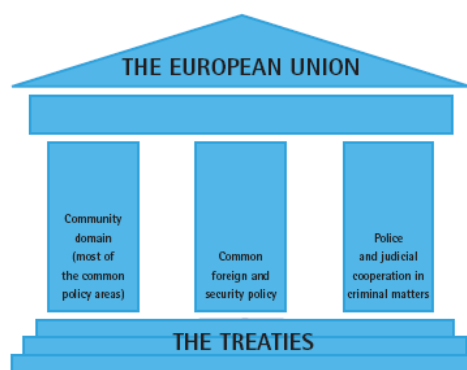 THE EUROPEAN UNION
Community
domain
(most of
the common
policy areas)
Common
foreign and
security policy
Police
and judicial
cooperation in
criminal matters
THE TREATIES